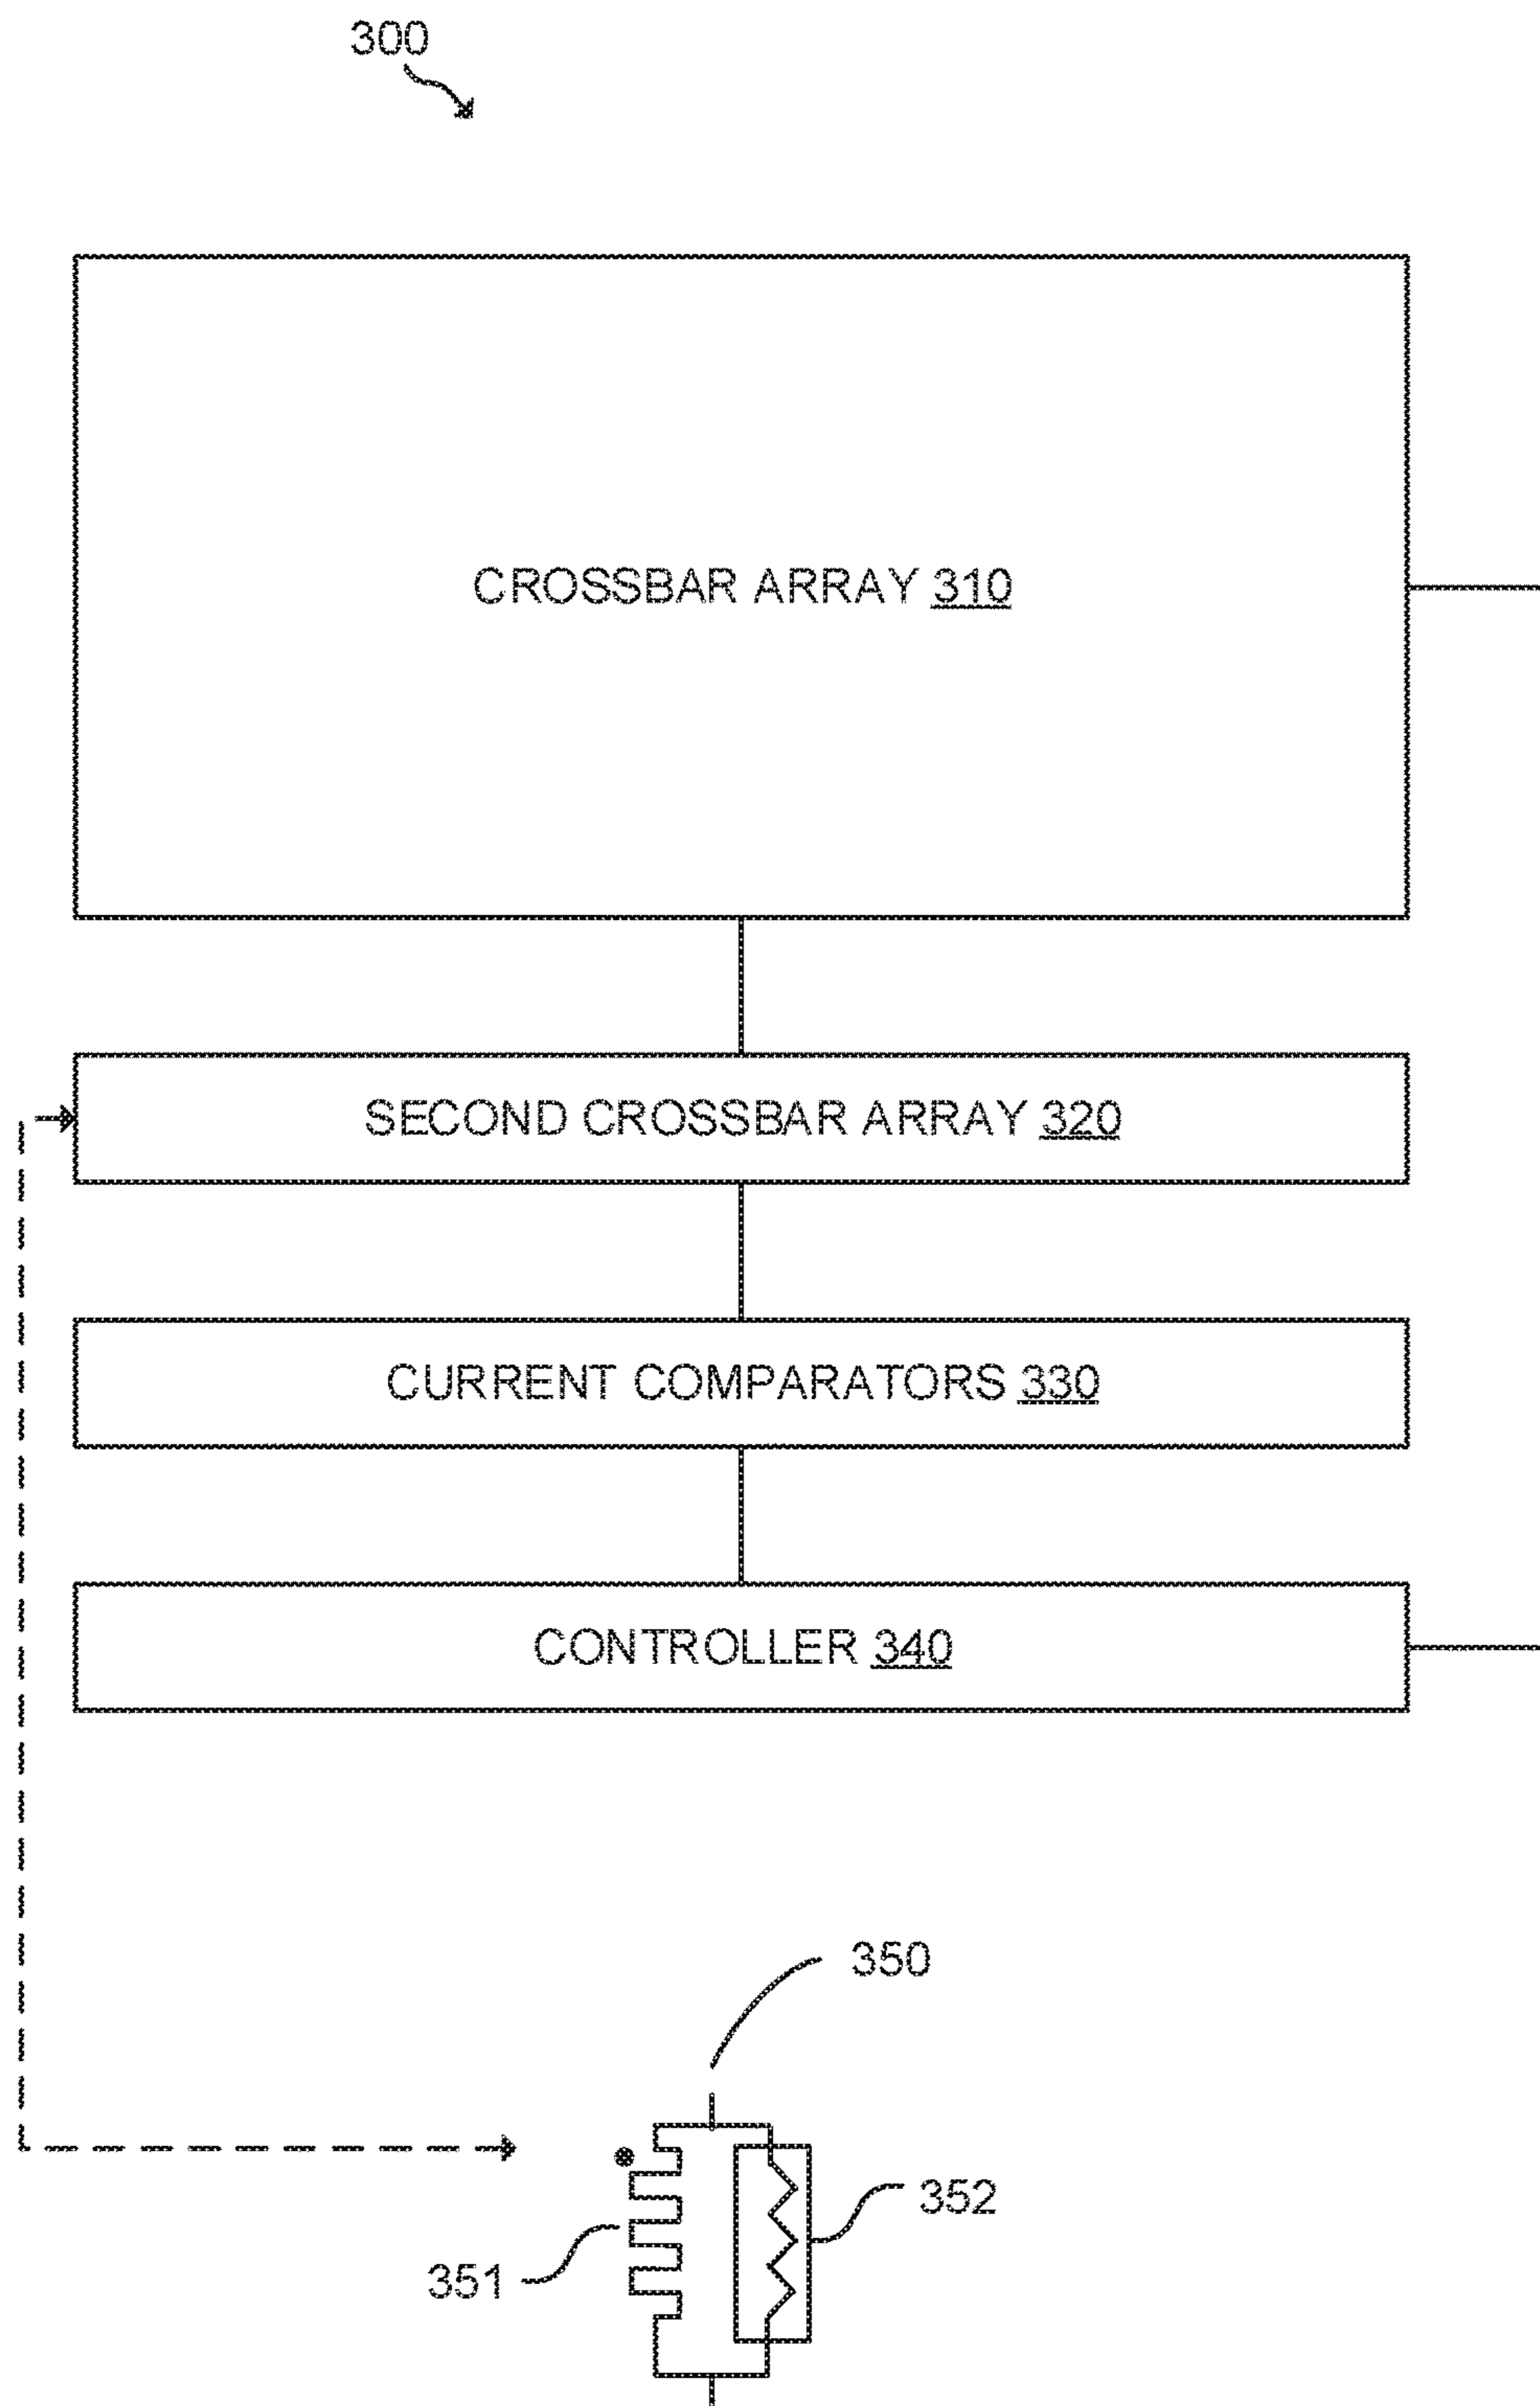 300
CROSSBAR ARRAY 310
SECOND CROSSBAR ARRAY 320
CURRENT COMPARATORS 330
CONTROLLER 340
350
352
351